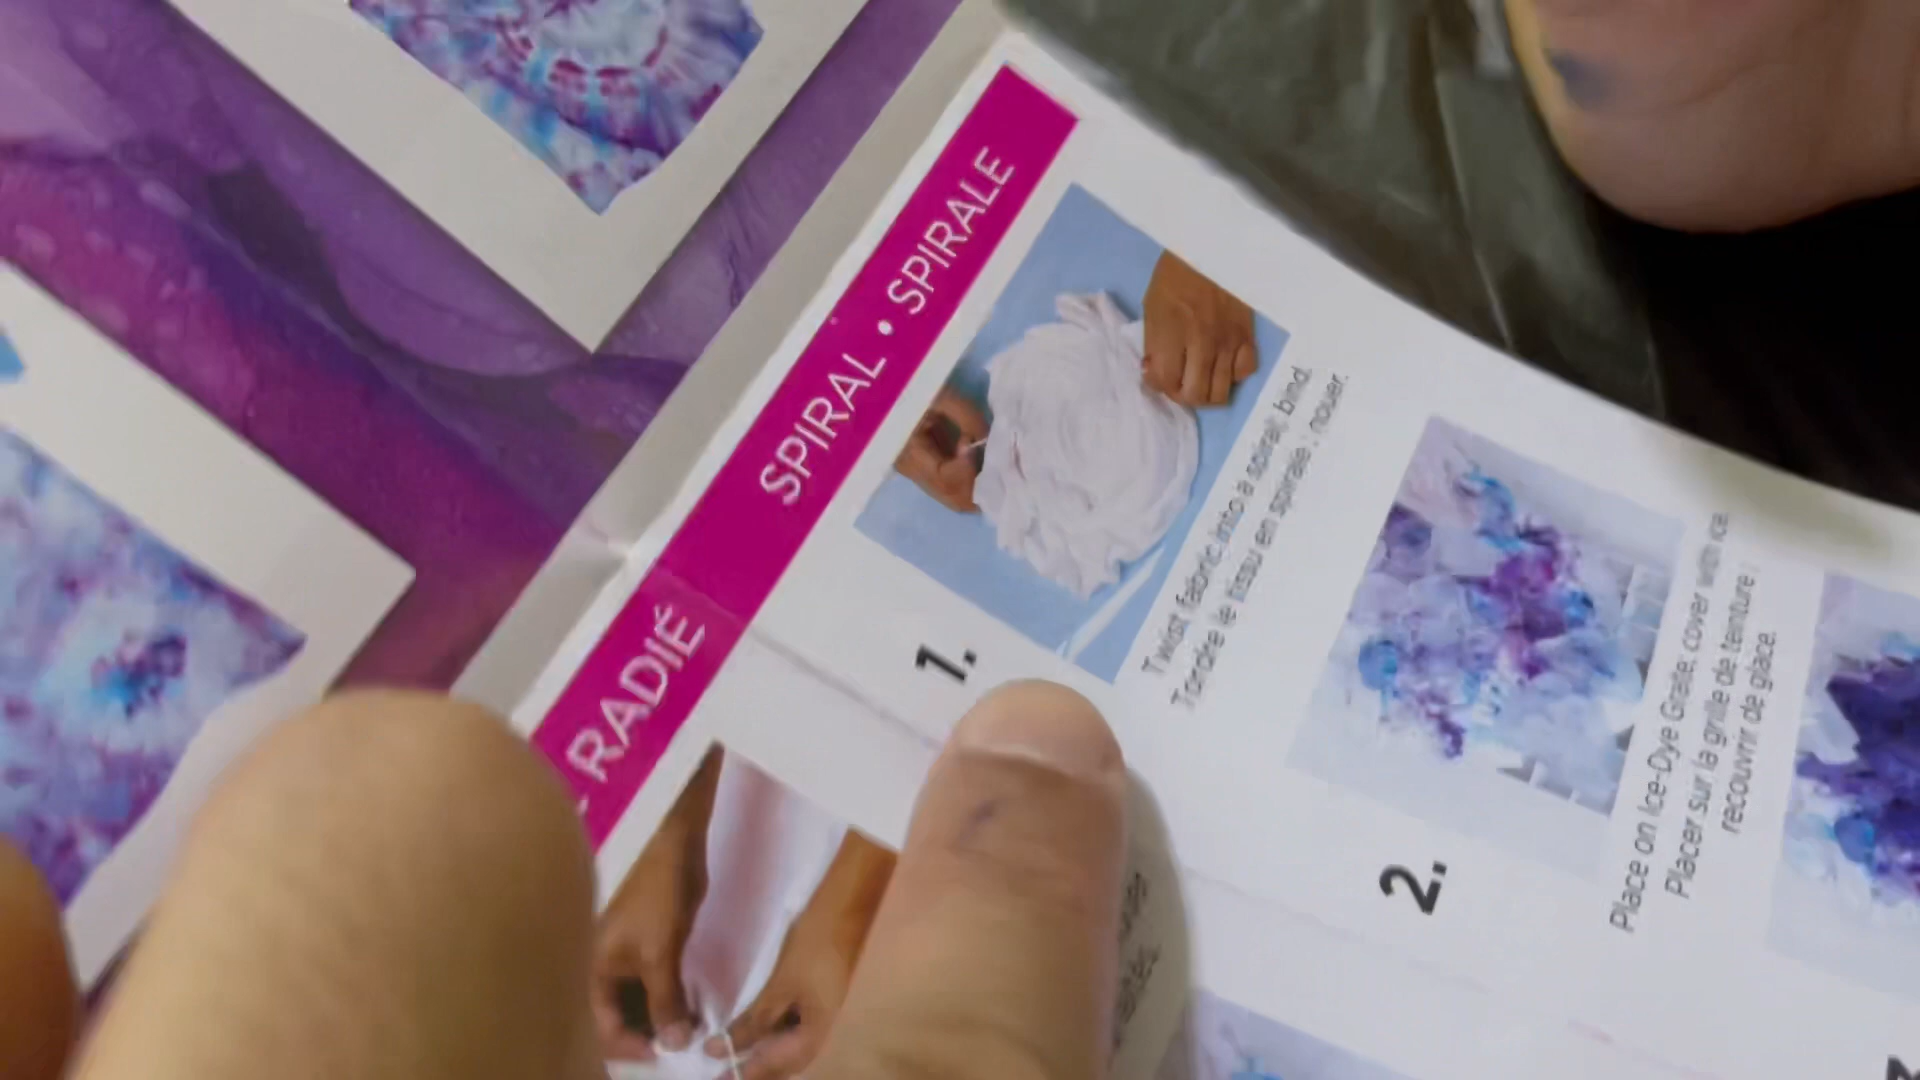 SPIRAL • SPIRALE
1.
Twist fabric into a spiral; bind.
Tordre le tissu en spirale ; nouer.
2.
Place on Ice-Dye Grate; cover with ice.
Placer sur la grille de teinture ;
recouvrir de glace.
RADIÉ